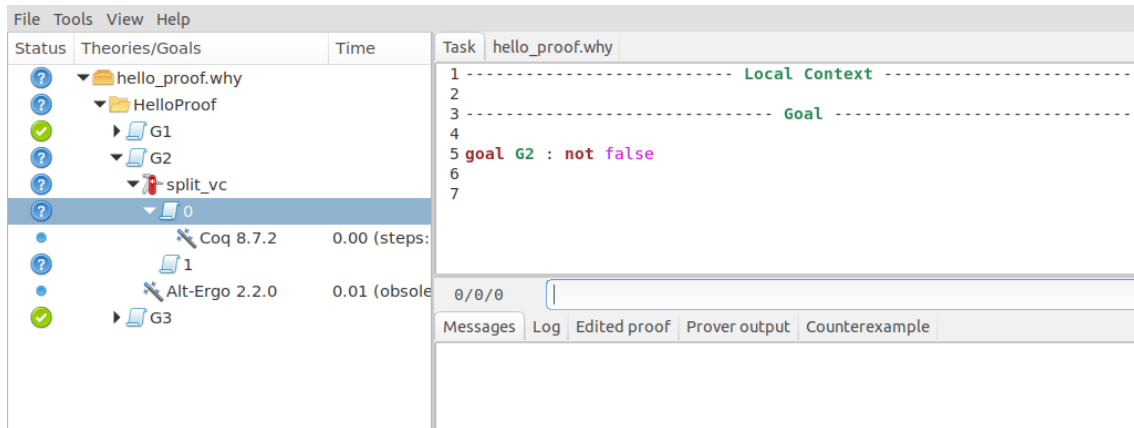 File Tools View Help
Status Theories/Goals Time
hello_proof.why
HelloProof
G1
G2
split_vc
0
Coq 8.7.2 0.00 (steps:
1
Alt-Ergo 2.2.0 0.01 (obsole
G3
Task hello_proof.why
1 --------------------------- Local Context -------------------------
2
3 ------------------------------- Goal ------------------------------
4
5 goal G2 : not false
6
7
0/0/0
Messages Log Edited proof Prover output Counterexample